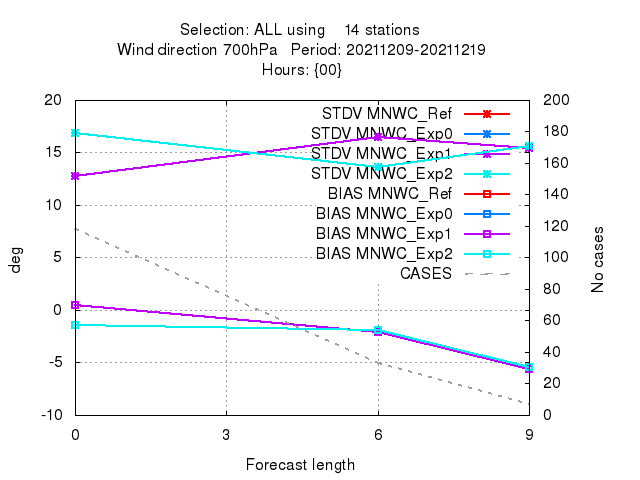 Selection: ALL using 14 stations
Wind direction 700hPa Period: 20211209-20211219
Hours: {00}
20 200
STDV MNWC_Ref
180
STDV MNWC_Exp0
15 160
STDV MNWC_Exp1
STDV MNWC_Exp2
140
BIAS MNWC_Ref
10 120
BIAS MNWC_Exp0
BIAS MNWC_Exp1
100
5 BIAS MNWC_Exp2
CASES
80
0 60
40
-5
20
-10 0
0 3 6 9
deg
No cases
Forecast length